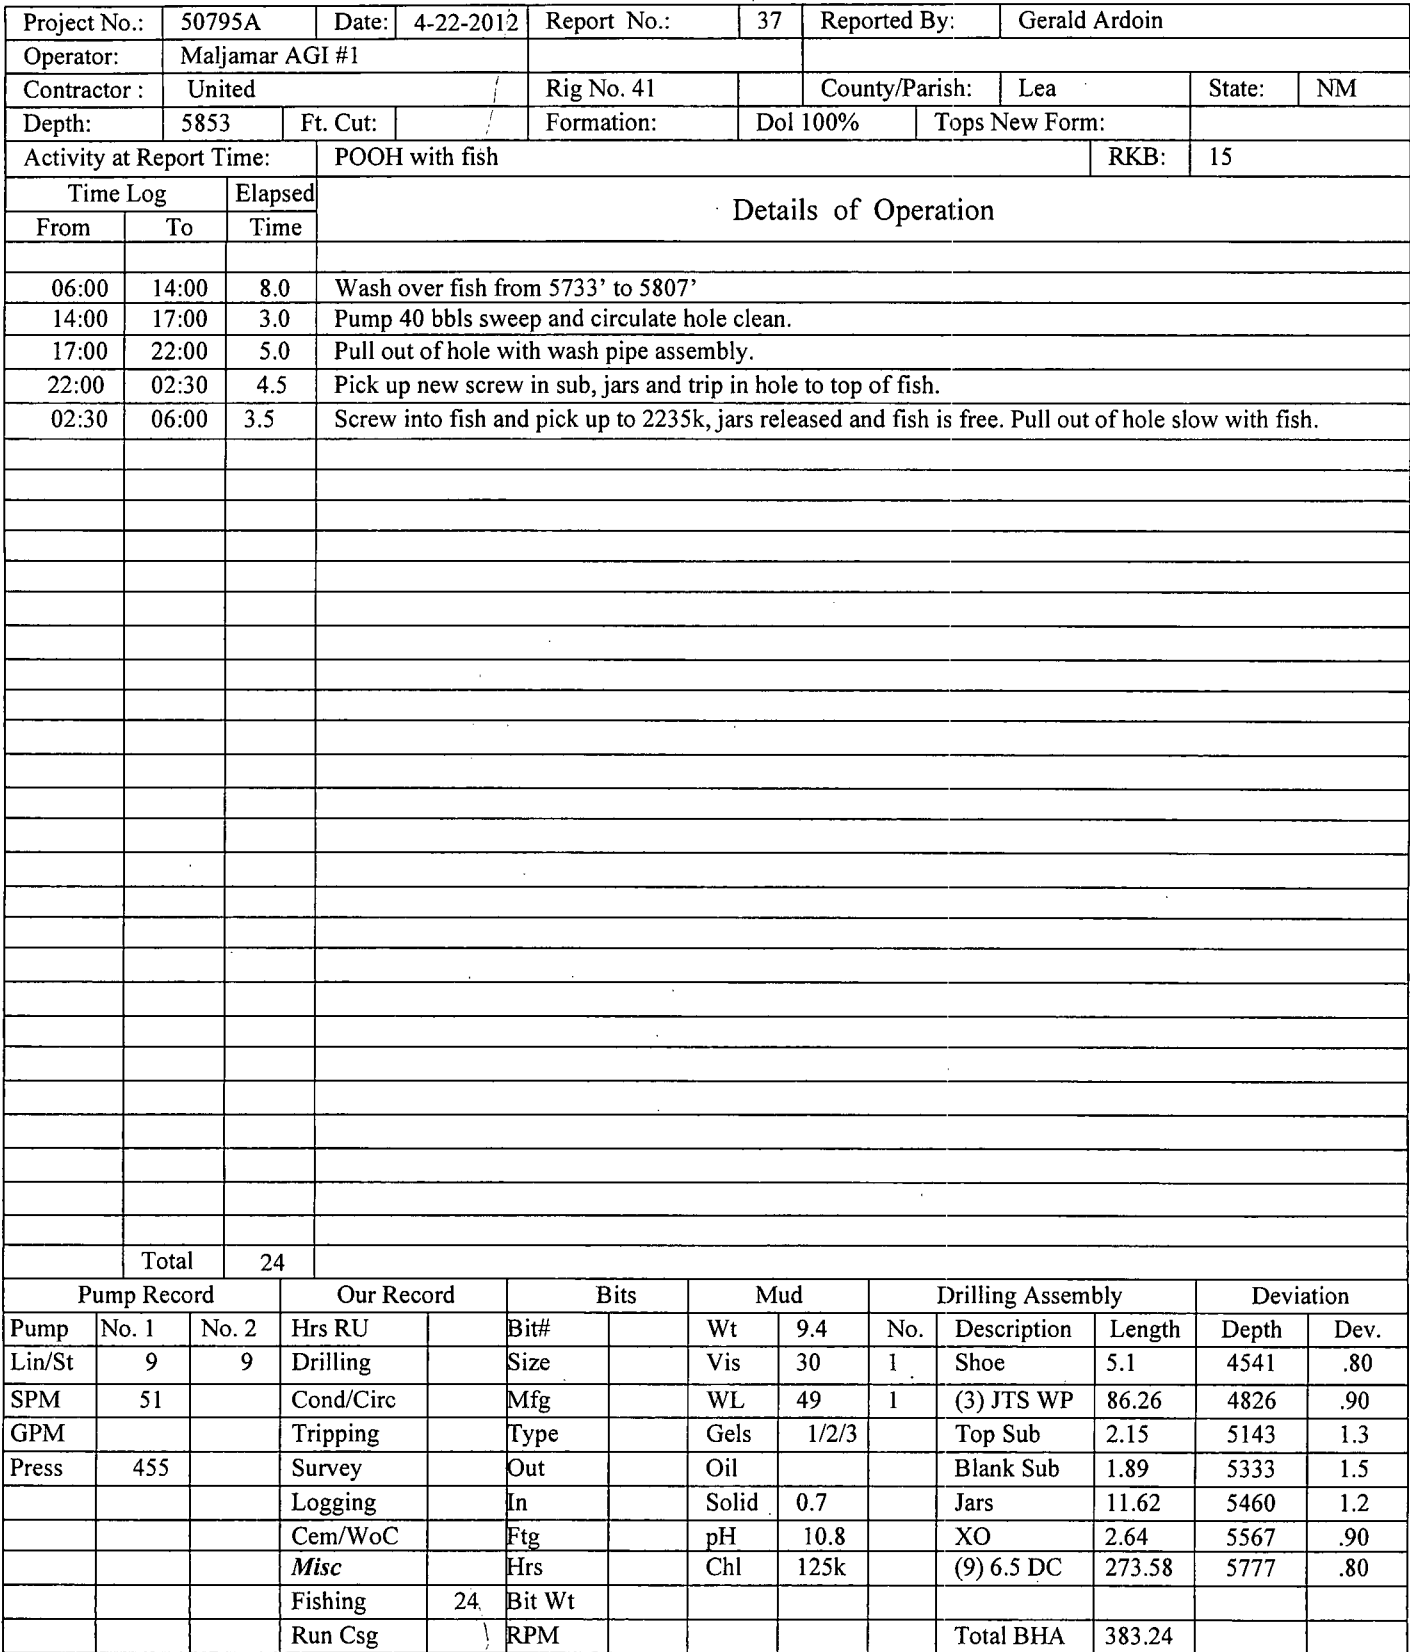 Project No.: 50795A Date: 4-22-2012 Report No.: 37 Reported By: Gerald Ardoin
Operator: Maljamar AGI #1
Contractor : United Rig No. 41 County/Parish: Lea State: NM
Depth: 5853 Ft. Cut: Formation: Dol 100% Tops New Form:
Activity at Report Time: POOH with fish RKB: 15
Time Log Elapsed Details of Operation
From To Time
06:00 14:00 8.0 Wash over fish from 5733’ to 5807’
14:00 17:00 3.0 Pump 40 bbls sweep and circulate hole clean.
17:00 22:00 5.0 Pull out of hole with wash pipe assembly.
22:00 02:30 4.5 Pick up new screw in sub, jars and trip in hole to top of fish.
02:30 06:00 3.5 Screw into fish and pick up to 2235k, jars released and fish is free. Pull out of hole slow with fish.
Total 24
Pump Record Our Record Bits Mud Drilling Assembly Deviation
Pump No. 1 No. 2 Hrs RU Bit# Wt 9.4 No. Description Length Depth Dev.
Lin/St 9 9 Drilling Size Vis 30 1 Shoe 5.1 4541 .80
SPM 51 Cond/Circ Mfg WL 49 1 (3) JTS WP 86.26 4826 .90
GPM Tripping Type Gels 1/2/3 Top Sub 2.15 5143 1.3
Press 455 Survey Out Oil Blank Sub 1.89 5333 1.5
Logging In Solid 0.7 Jars 11.62 5460 1.2
Cem/WoC Ftg pH 10.8 XO 2.64 5567 .90
Misc Hrs Chl 125k (9) 6.5 DC 273.58 5777 .80
Fishing 24 Bit Wt
Run Csg RPM Total BHA 383.24